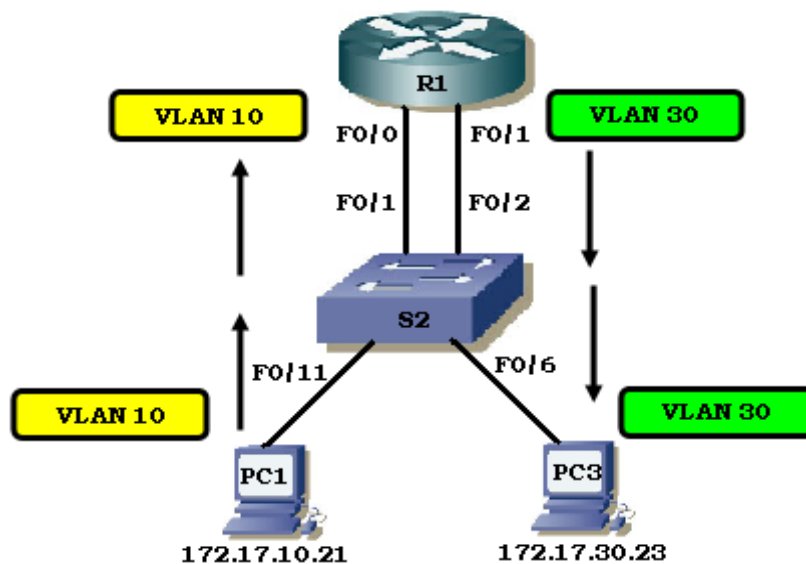 R1
VLAN 10
VLAN 30
F0/0
F0/1
F0/1
F0/2
S2
F0/11
F0/6
VLAN 10
VLAN 30
PC1
PC3
172.17.10.21
172.17.30.23